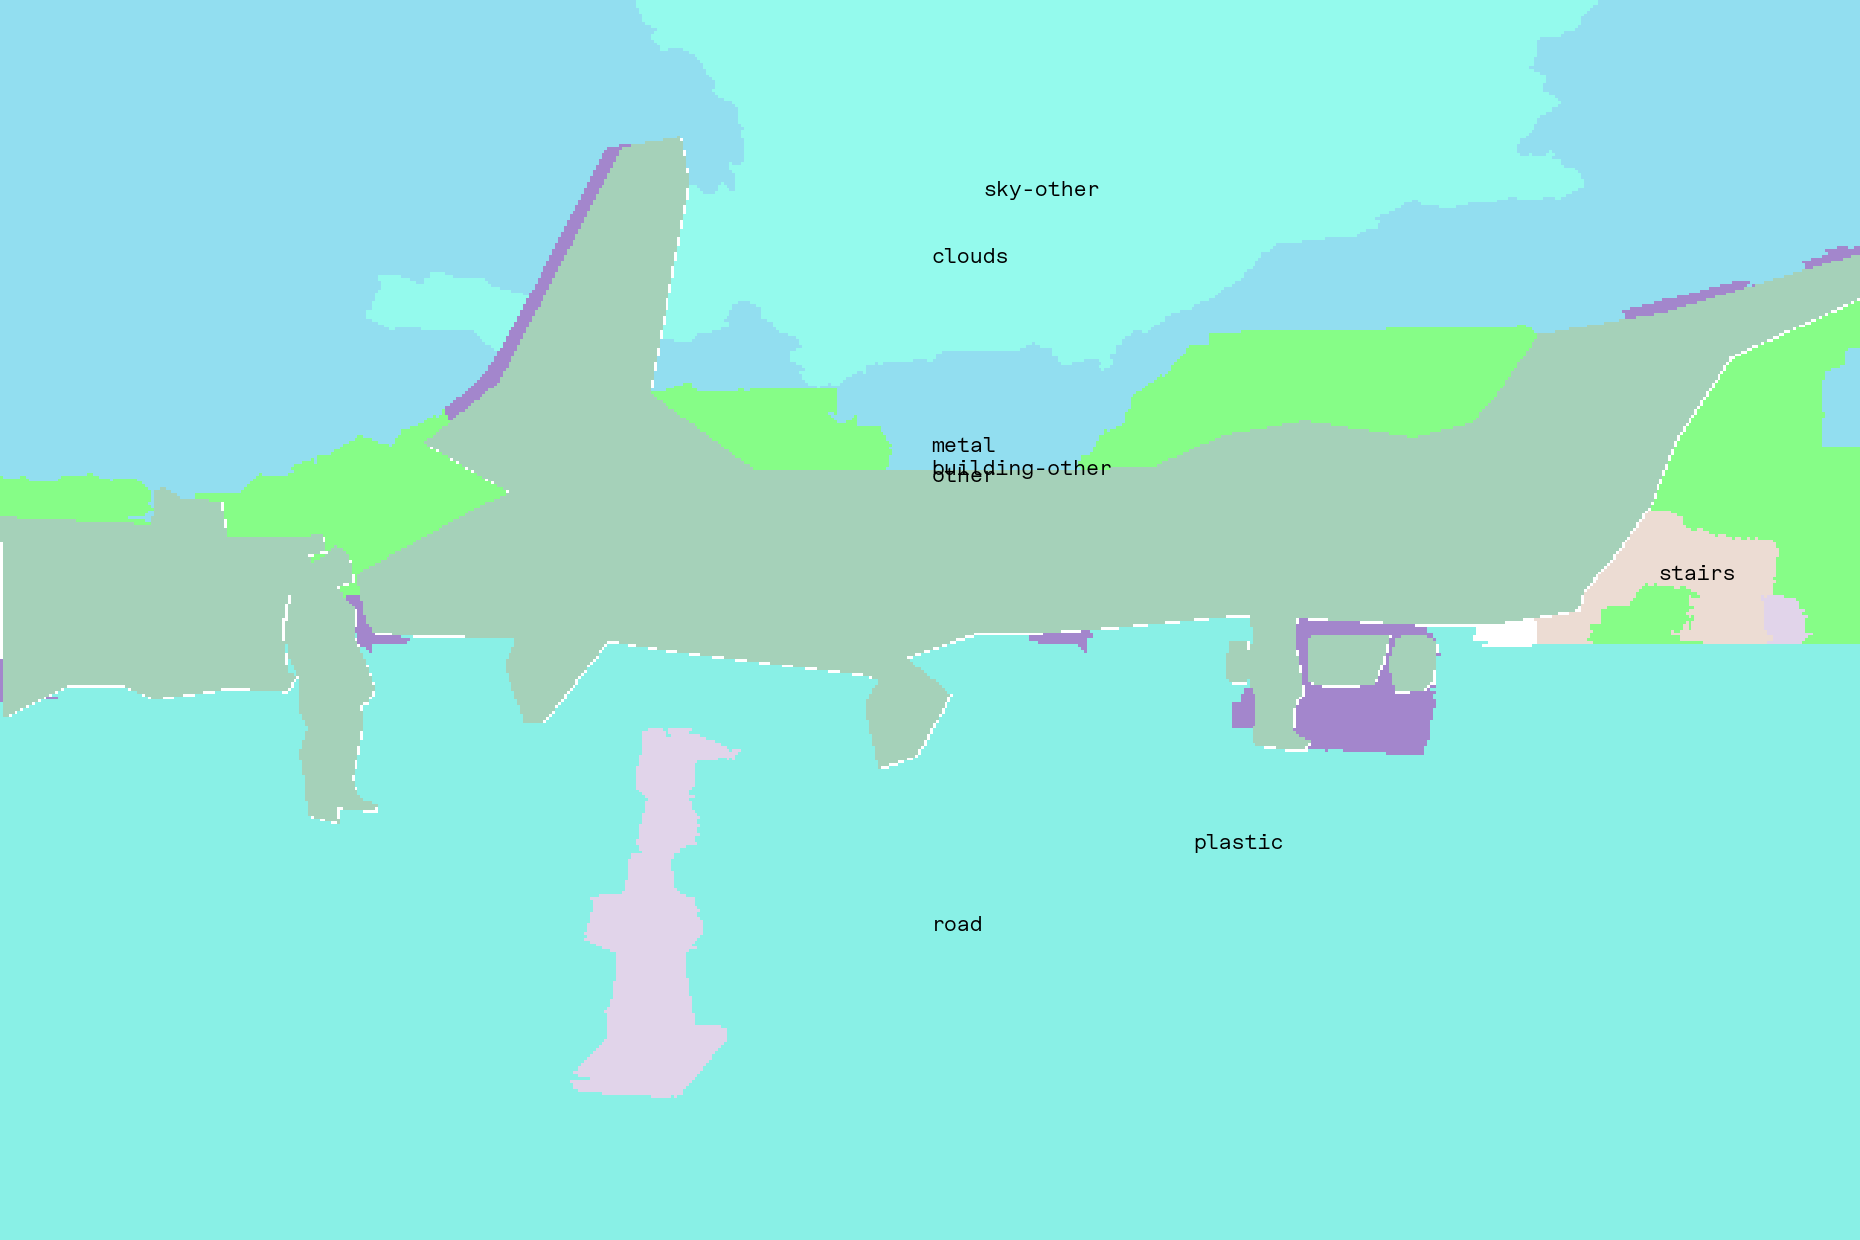 sky-other
clouds
metal
building-other
other
stairs
plastic
road